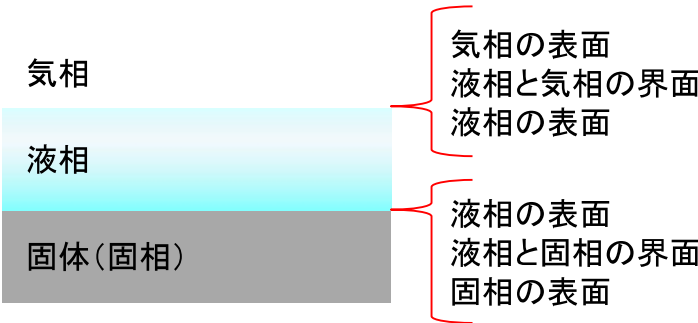 気相
液相
固体（固相）
気相の表面
液相と気相の界面
液相の表面
液相の表面
液相と固相の界面
固相の表面